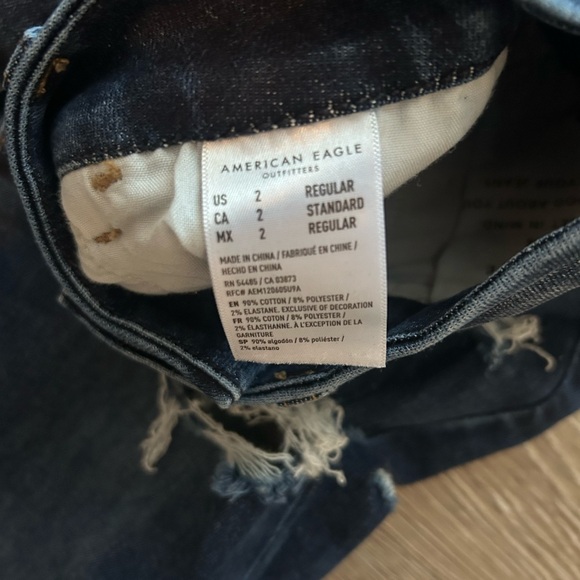 AMERICAN EAGLE
OUTFITTERS
US 2 REGULAR
CA 2 STANDARD
MX 2 REGULAR
MADE IN CHINA / FABRIQUÉ EN CHINE /
HECHO EN CHINA
RN 54485 / CA 03873
RFC# AEM120605U9A
EN 90% COTTON / 8% POLYESTER /
2% ELASTANE. EXCLUSIVE OF DECORATION
FR 90% COTON / 8% POLYESTER /
2% ÉLASTHANNE. À L'EXCEPTION DE LA
GARNITURE
SP 90% algodón / 8% poliéster /
2% elastano